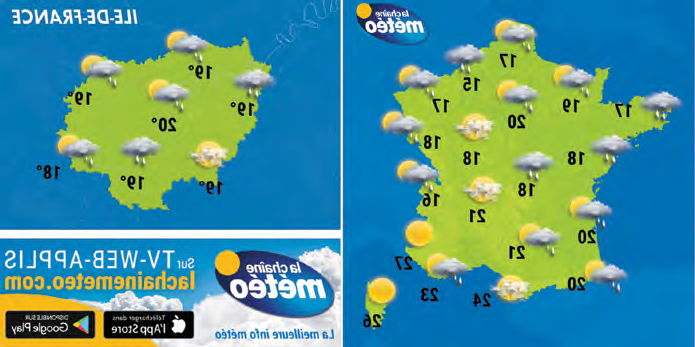 ILE-DE-FRANCE
19°
19°
19°
20°
18°
19°
19°
la chaîne
météo
17
15
17
19
17
20
18
18
18
18
16
21
20
21
27
23
24
20
26
Sur TV-WEB-APPLIS
lachainemeteo.com
la chaîne
météo
La meilleure info météo
Télécharger dans
l'App Store
DISPONIBLE SUR
Google Play